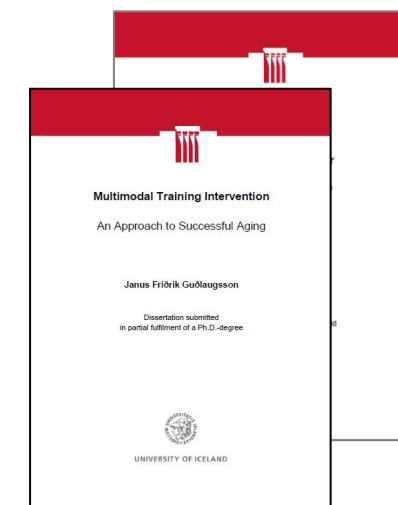 Multimodal Training Intervention
An Approach to Successful Aging
Janus Friðrik Guðlaugsson
Dissertation submitted
in partial fulfilment of a Ph.D.-degree
UNIVERSITY OF ICELAND